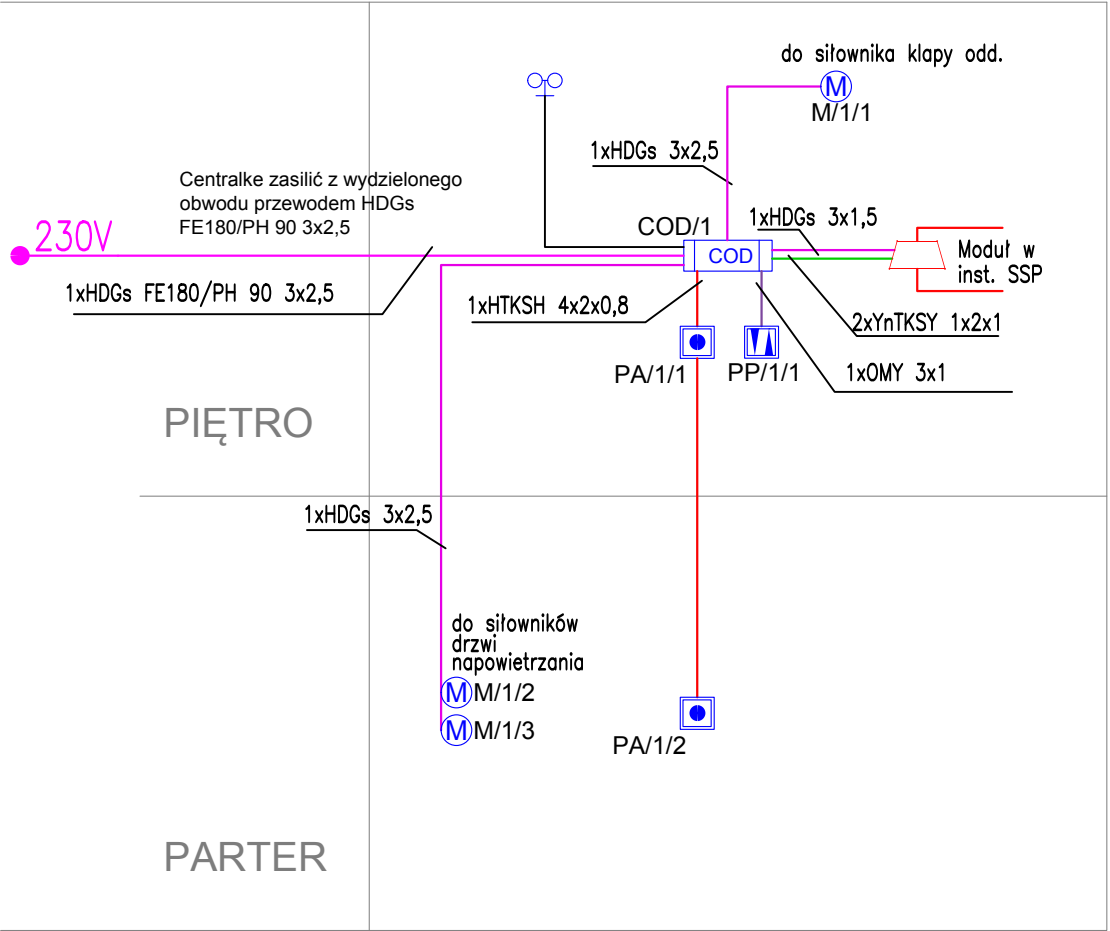 do siłownika klapy odd.
M
M/1/1
1xHDGs 3x2,5
Centralke zasilić z wydzielonego
obwodu przewodem HDGs
FE180/PH 90 3x2,5
230V
COD/1
1xHDGs 3x1,5
COD
Moduł w
inst. SSP
1xHDGs FE180/PH 90 3x2,5
1xHTKSH 4x2x0,8
2xYnTKSY 1x2x1
PA/1/1
PP/1/1
1xOMY 3x1
PIĘTRO
1xHDGs 3x2,5
do siłowników
drzwi
napowietrzania
M M/1/2
M M/1/3
PA/1/2
PARTER